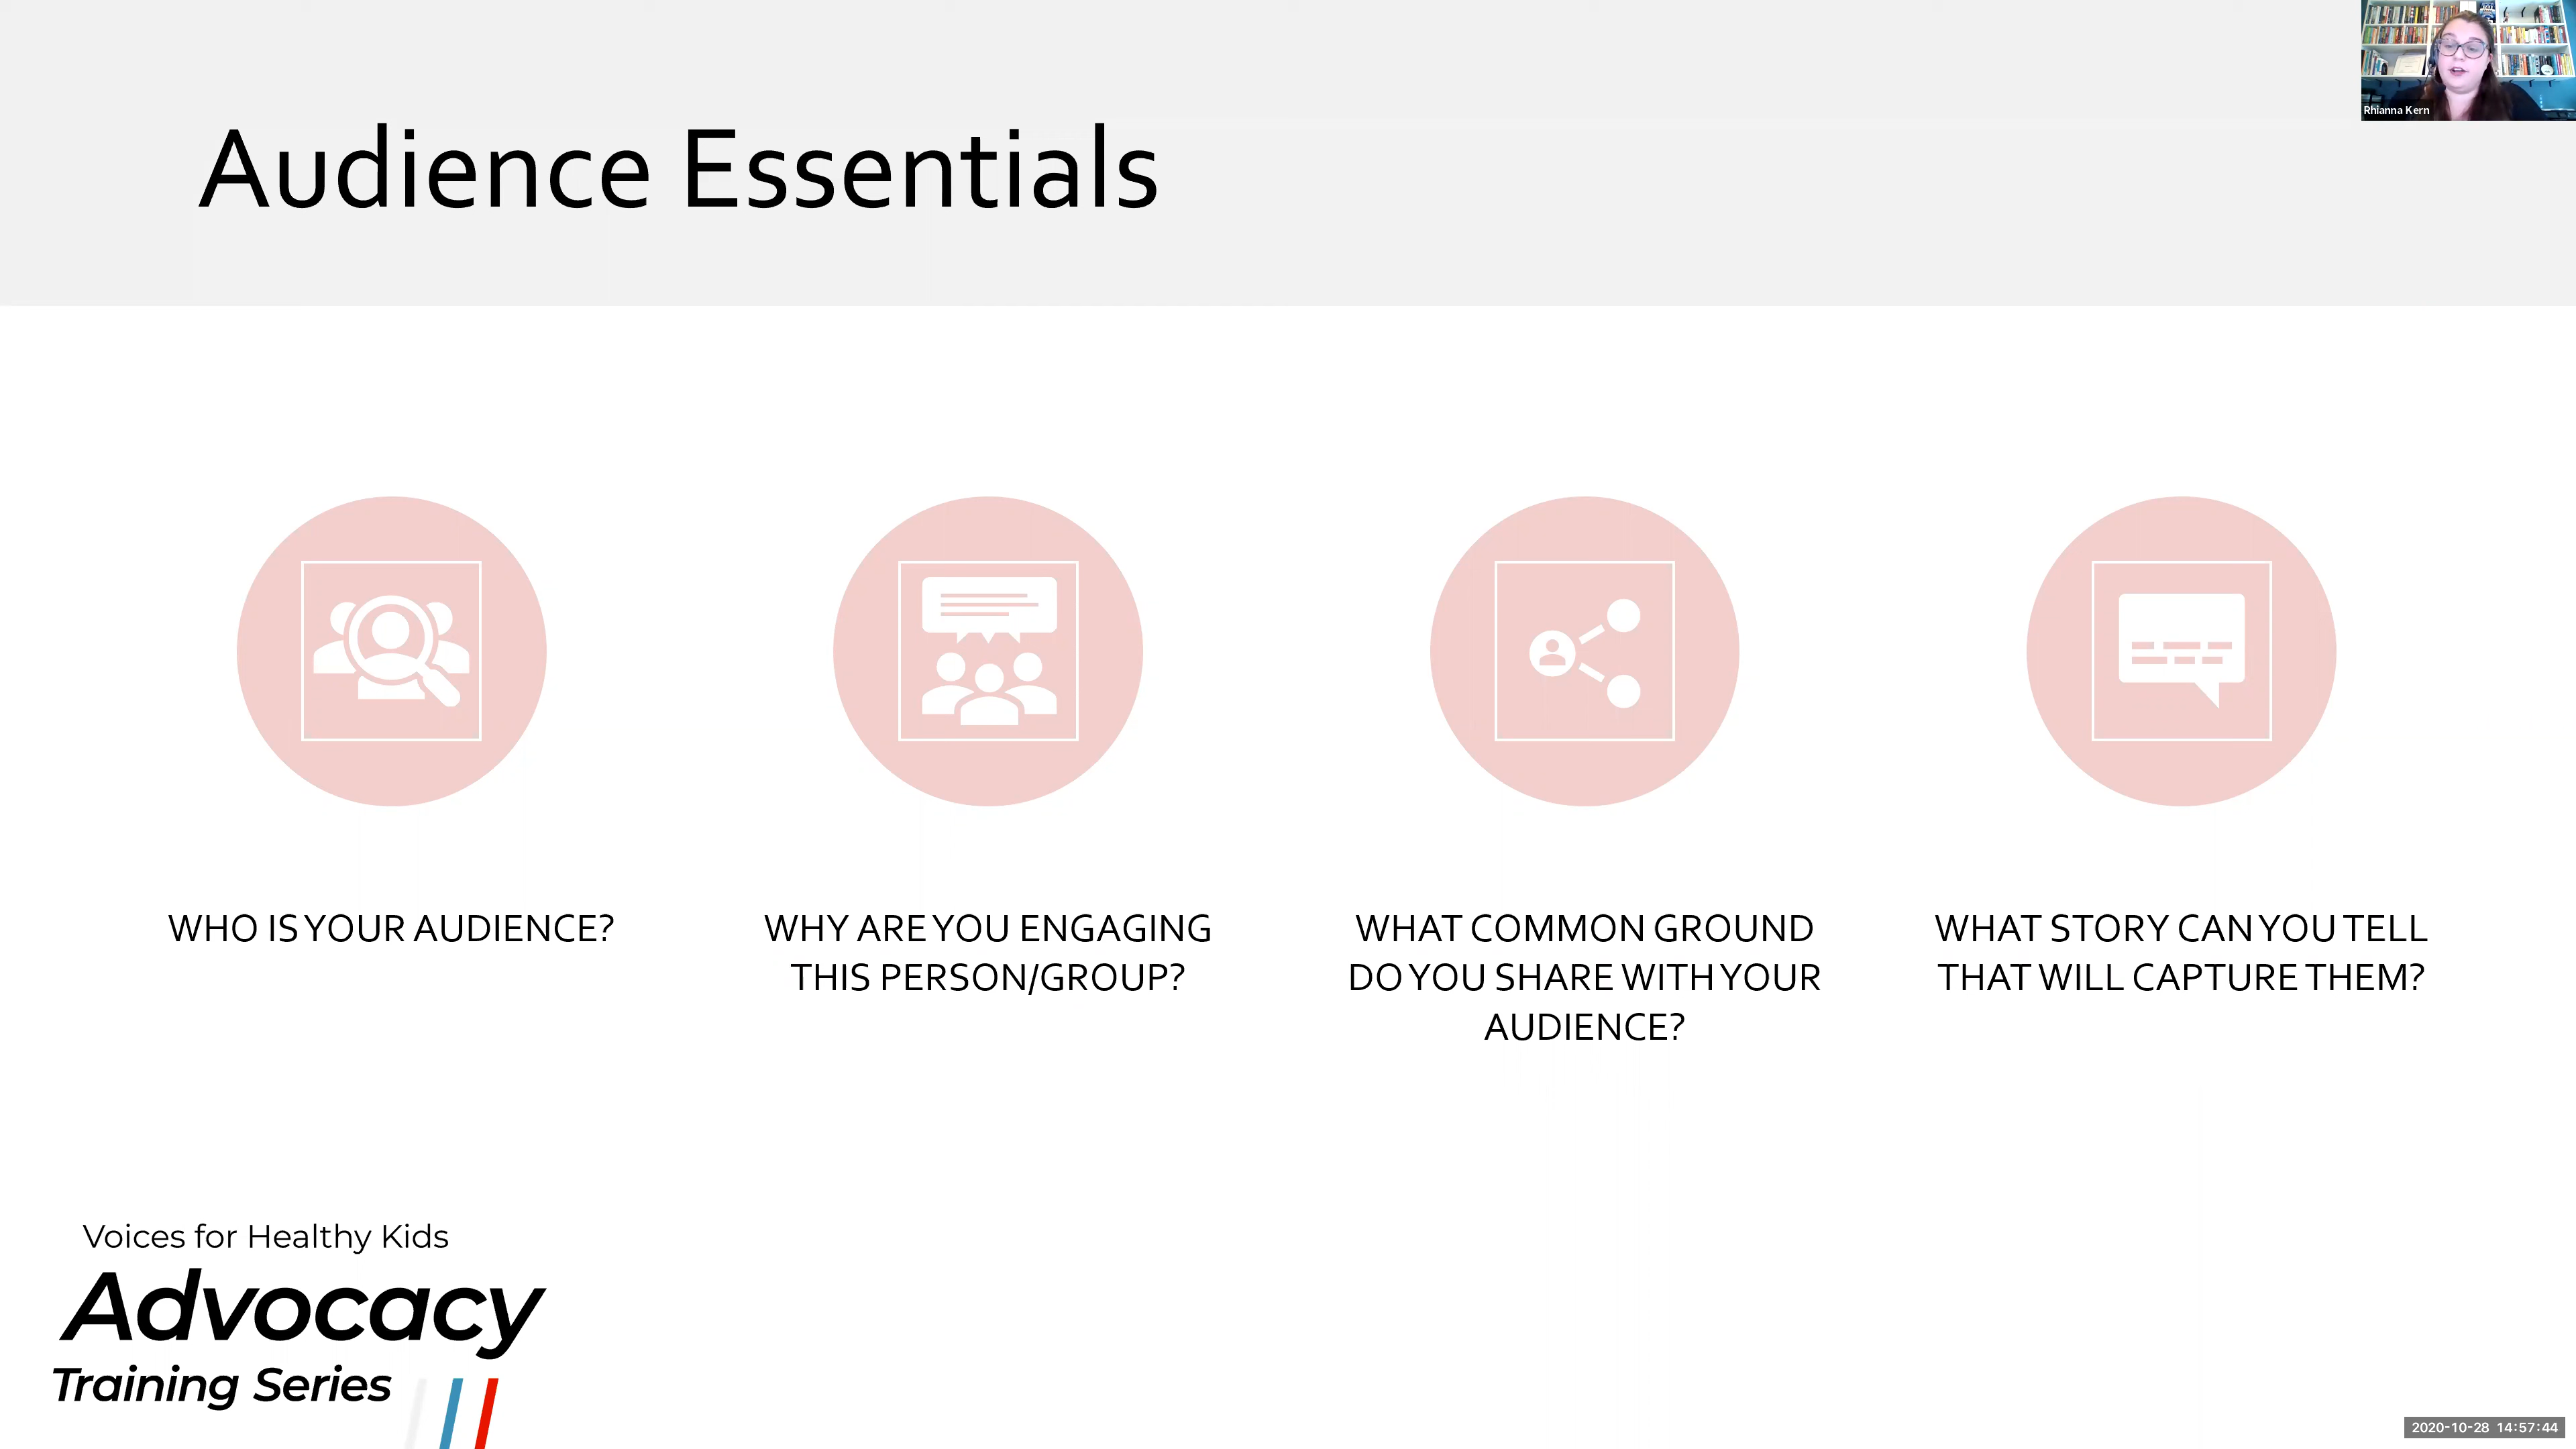 Rhianna Kern
Audience Essentials
WHO IS YOUR AUDIENCE?
WHY ARE YOU ENGAGING
THIS PERSON/GROUP?
WHAT COMMON GROUND
DO YOU SHARE WITH YOUR
AUDIENCE?
WHAT STORY CAN YOU TELL
THAT WILL CAPTURE THEM?
Voices for Healthy Kids
Advocacy
Training Series
2020-10-28 14:57:44